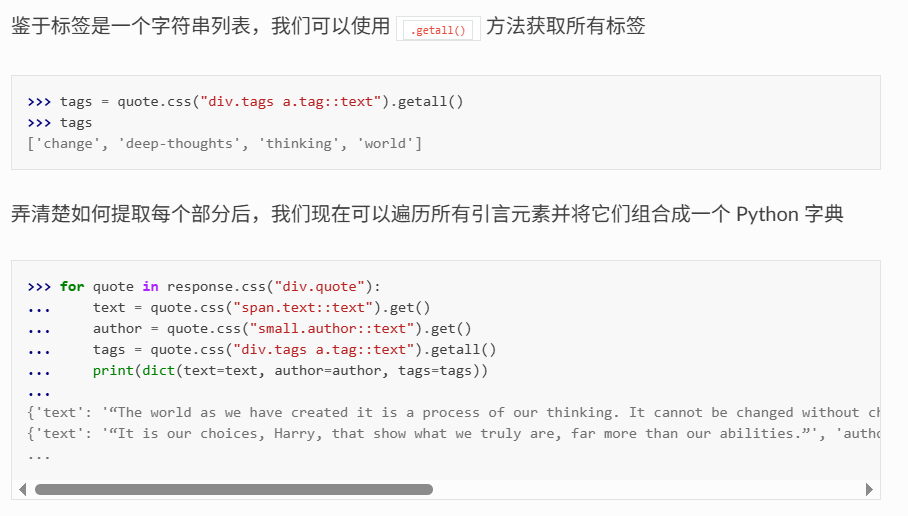 鉴于标签是一个字符串列表，我们可以使用 .getall() 方法获取所有标签
>>> tags = quote.css("div.tags a.tag::text").getall()
>>> tags
['change', 'deep-thoughts', 'thinking', 'world']
弄清楚如何提取每个部分后，我们现在可以遍历所有引言元素并将它们组合成一个 Python 字典
>>> for quote in response.css("div.quote"):
...     text = quote.css("span.text::text").get()
...     author = quote.css("small.author::text").get()
...     tags = quote.css("div.tags a.tag::text").getall()
...     print(dict(text=text, author=author, tags=tags))
...
{'text': '“The world as we have created it is a process of our thinking. It cannot be changed without
{'text': '“It is our choices, Harry, that show what we truly are, far more than our abilities.”',
...